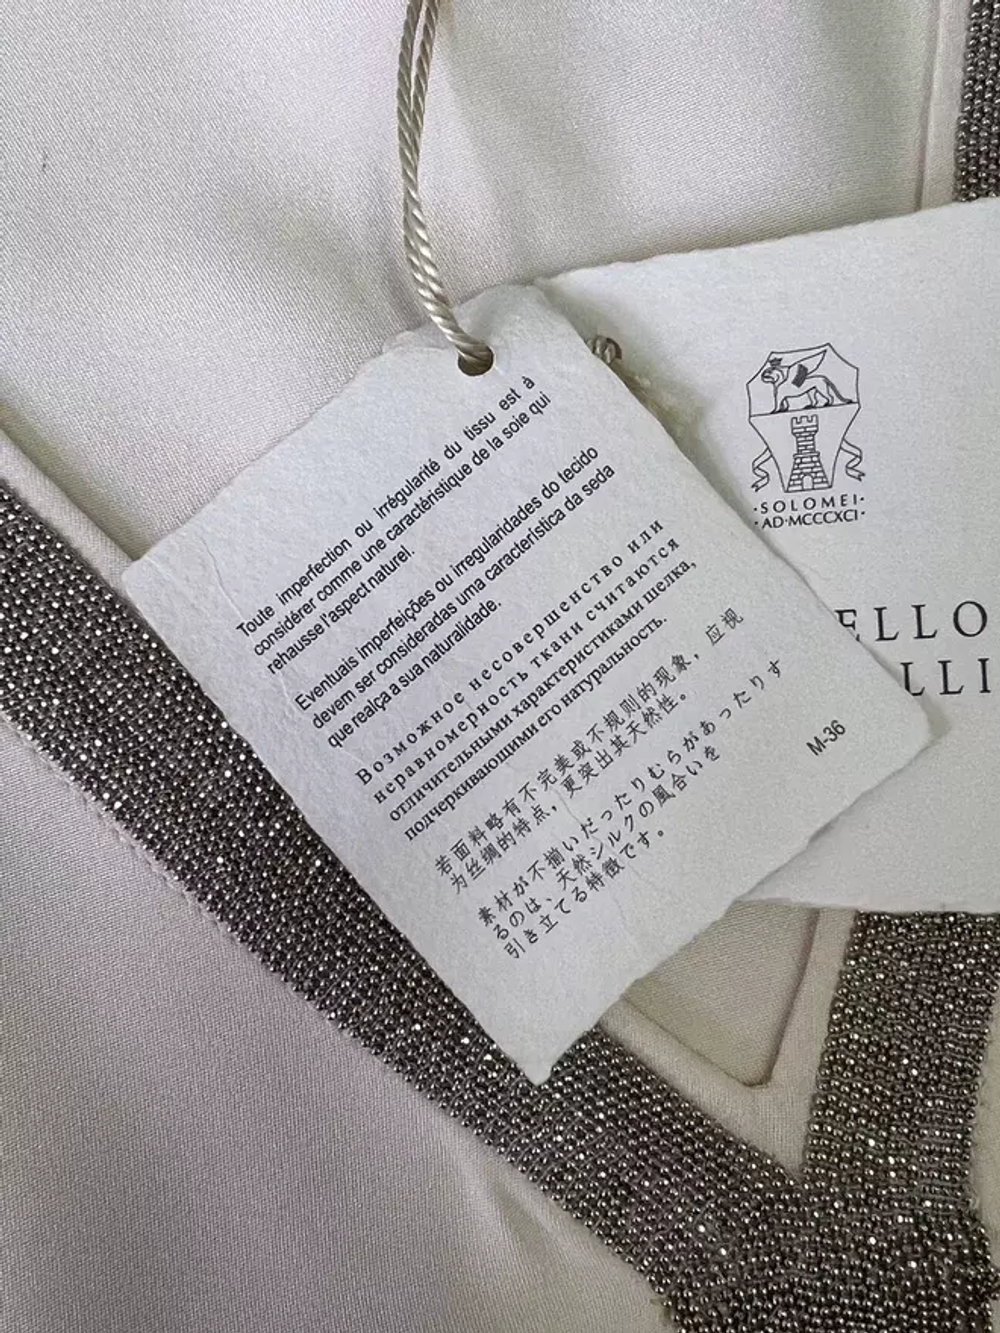 Toute imperfection ou irrégularité du tissu est à
considérer comme une caractéristique de la soie qui
rehausse l'aspect naturel.
Eventuais imperfeições ou irregularidades do tecido
devem ser consideradas uma característica da seda
que realça a sua naturalidade.
Возможное несовершенство или
неравномерность ткани считаются
отличительными характеристиками шелка,
подчеркивающими его натуральность.
若面料略有不完美或不规则的现象，应视
为丝绸的特点，更突出其天然性。
素材が不揃いだったりむらがあったりす
るのは、天然シルクの風合いを
引き立てる特徴です。
M-36
·SOLOMEI·
·AD·MCCCXCI·
ELLO
LLI